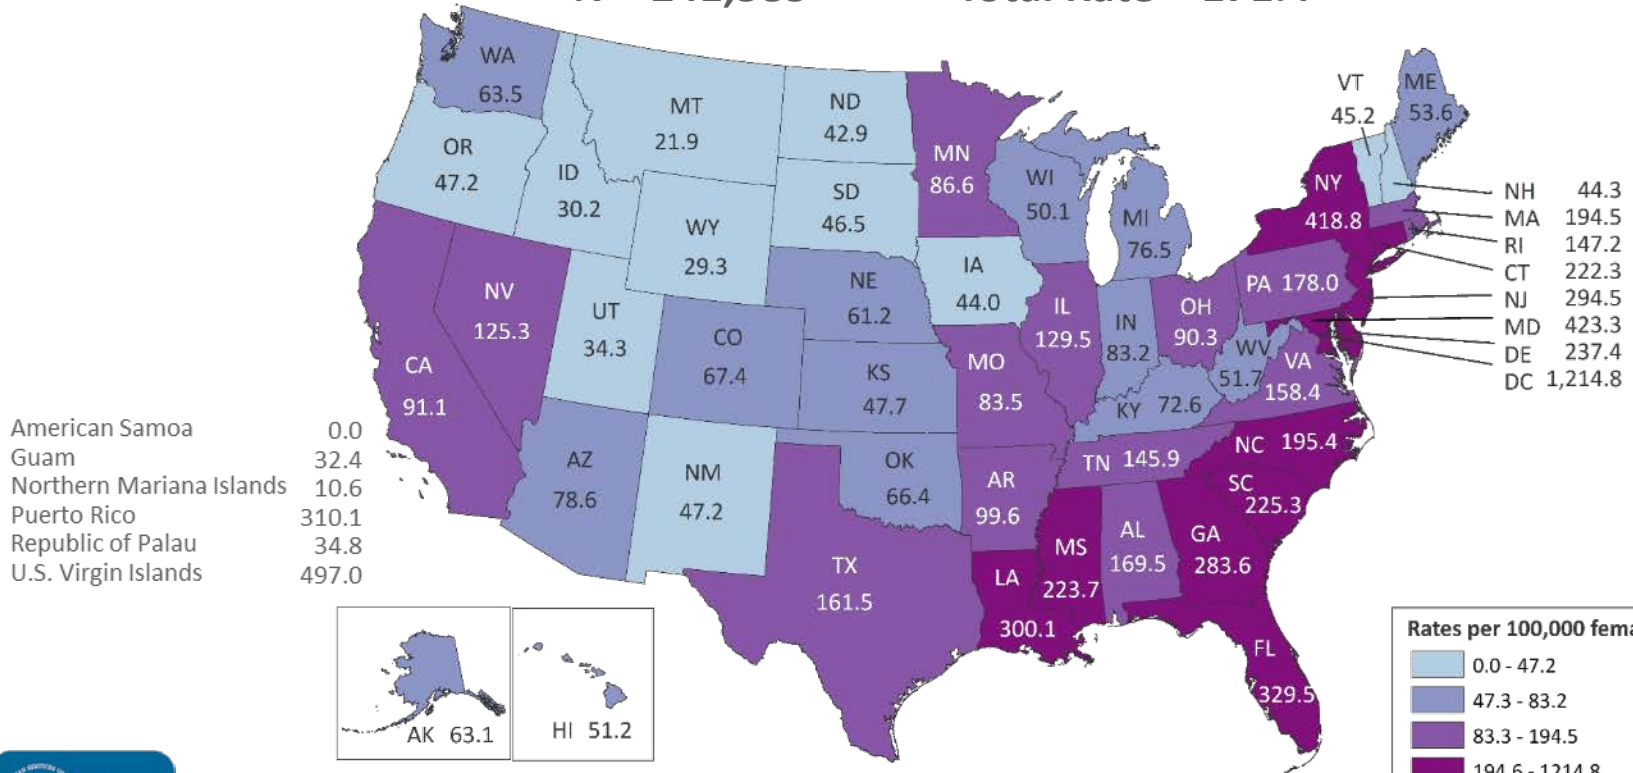 WA
63.5
MT
21.9
ND
42.9
VT
45.2
ME
53.6
OR
47.2
ID
30.2
MN
86.6
WI
50.1
NY
418.8
SD
46.5
MI
76.5
NH 44.3
MA 194.5
RI 147.2
CT 222.3
NJ 294.5
MD 423.3
DE 237.4
DC 1,214.8
WY
29.3
IA
44.0
NE
61.2
PA 178.0
NV
125.3
UT
34.3
IL
129.5
IN
83.2
OH
90.3
CO
67.4
WV
51.7
VA
158.4
CA
91.1
KS
47.7
MO
83.5
KY 72.6
American Samoa 0.0
Guam 32.4
Northern Mariana Islands 10.6
Puerto Rico 310.1
Republic of Palau 34.8
U.S. Virgin Islands 497.0
AZ
78.6
NM
47.2
OK
66.4
AR
99.6
TN 145.9
NC 195.4
SC
225.3
TX
161.5
LA
300.1
MS
223.7
AL
169.5
GA
283.6
FL
329.5
AK 63.1
HI 51.2
Rates per 100,000
0.0 - 47.2
47.3 - 83.2
83.3 - 194.5
194.6 - 1214.8